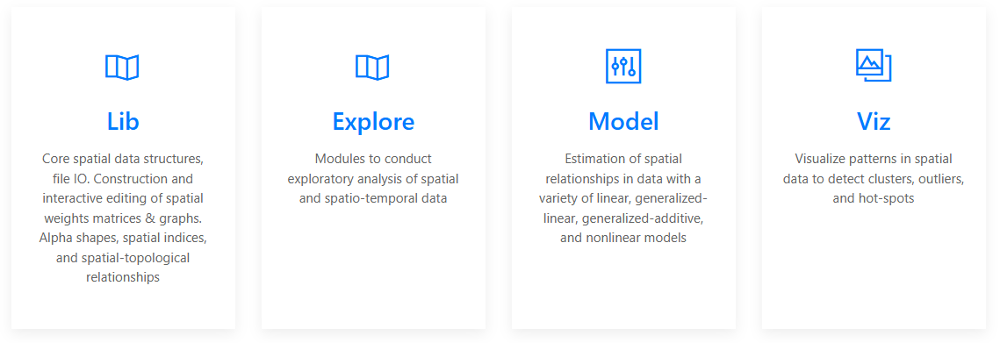 Lib
Core spatial data structures,
file IO. Construction and
interactive editing of spatial
weights matrices & graphs.
Alpha shapes, spatial indices,
and spatial-topological
relationships
Explore
Modules to conduct
exploratory analysis of spatial
and spatio-temporal data
Model
Estimation of spatial
relationships in data with a
variety of linear, generalized-
linear, generalized-additive,
and nonlinear models
Viz
Visualize patterns in spatial
data to detect clusters, outliers,
and hot-spots